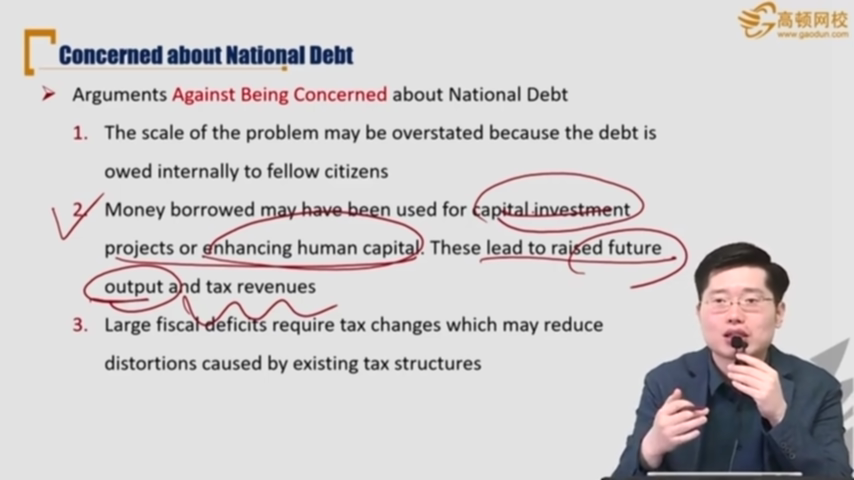 高顿网校
www.gaodun.com
Concerned about National Debt
Arguments Against Being Concerned about National Debt
1. The scale of the problem may be overstated because the debt is
owed internally to fellow citizens
2. Money borrowed may have been used for capital investment
projects or enhancing human capital. These lead to raised future
output and tax revenues
3. Large fiscal deficits require tax changes which may reduce
distortions caused by existing tax structures